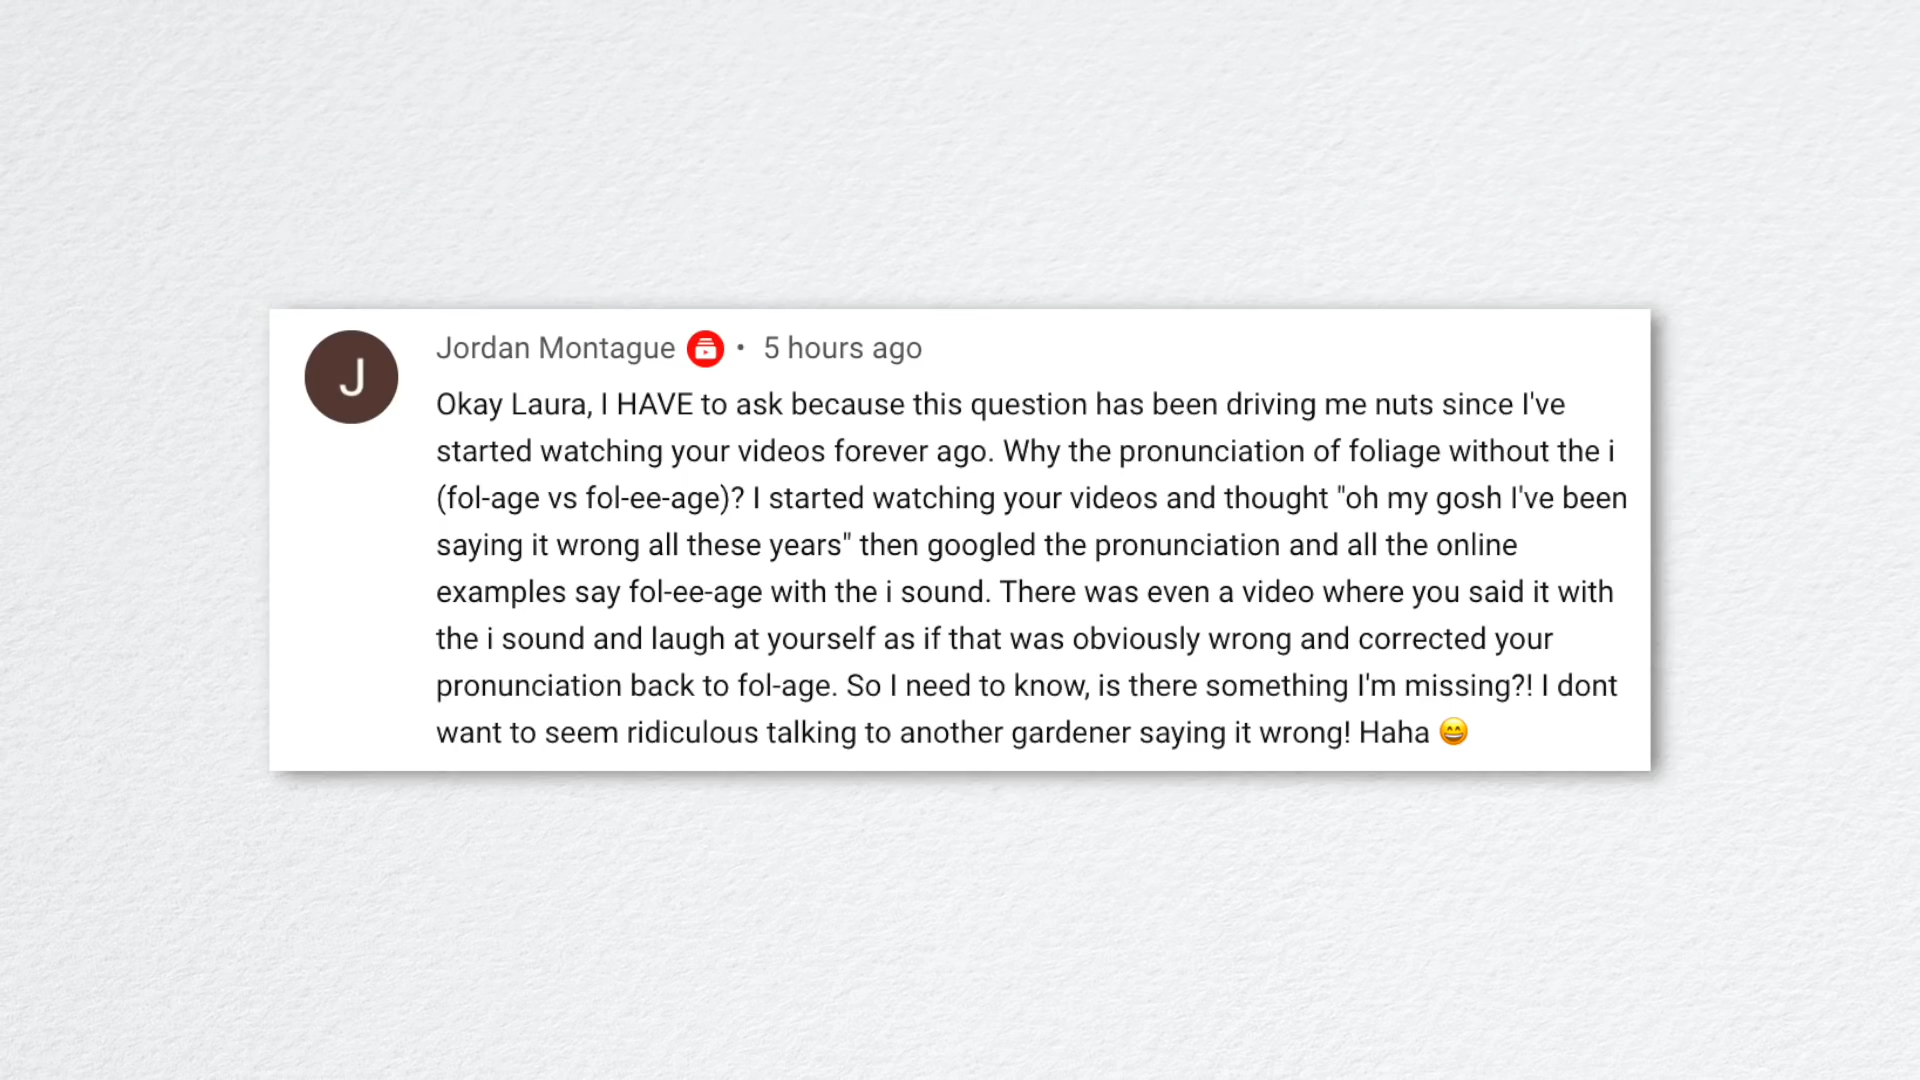 J
Jordan Montague • 5 hours ago
Okay Laura, I HAVE to ask because this question has been driving me nuts since I've
started watching your videos forever ago. Why the pronunciation of foliage without the i
(fol-age vs fol-ee-age)? I started watching your videos and thought "oh my gosh I've been
saying it wrong all these years" then googled the pronunciation and all the online
examples say fol-ee-age with the i sound. There was even a video where you said it with
the i sound and laugh at yourself as if that was obviously wrong and corrected your
pronunciation back to fol-age. So I need to know, is there something I'm missing?! I dont
want to seem ridiculous talking to another gardener saying it wrong! Haha 😄